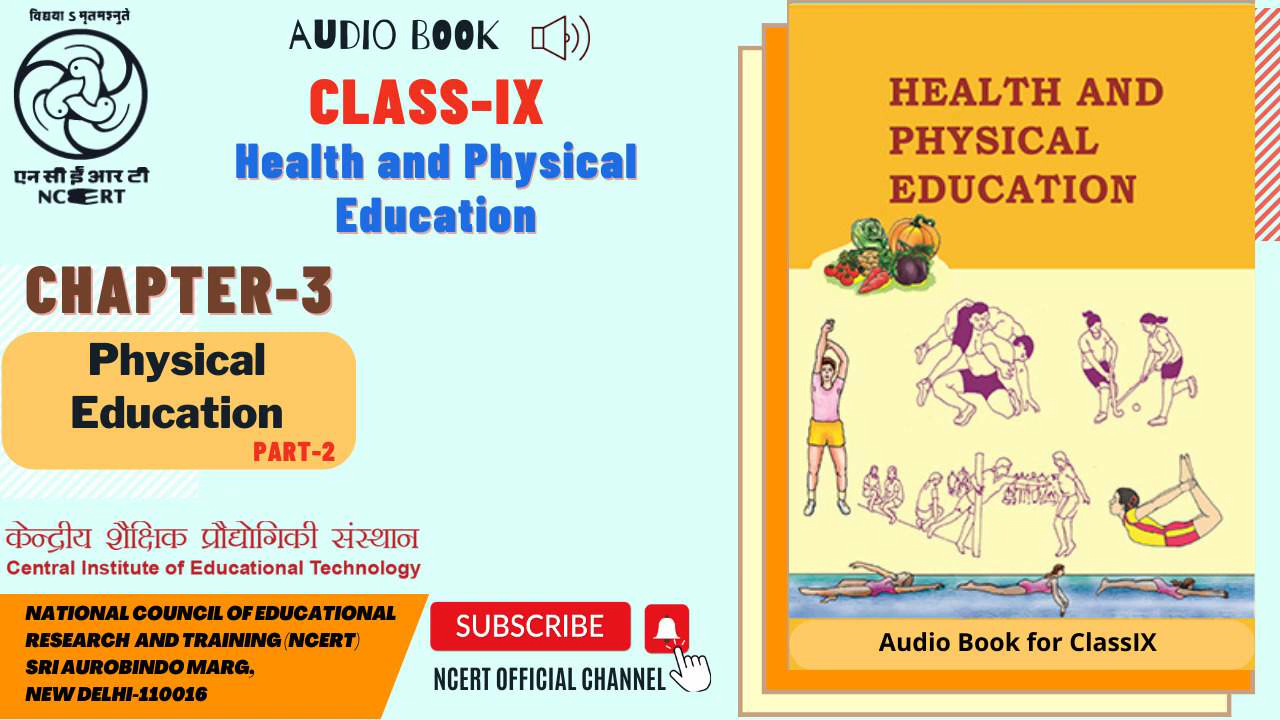 विद्यया ऽ मृतमश्नुते
एन सी ई आर टी
NCERT
AUDIO BOOK
CLASS-IX
Health and Physical
Education
CHAPTER-3
Physical
Education
PART-2
केन्द्रीय शैक्षिक प्रौद्योगिकी संस्थान
Central Institute of Educational Technology
NATIONAL COUNCIL OF EDUCATIONAL
RESEARCH AND TRAINING (NCERT)
SRI AUROBINDO MARG,
NEW DELHI-110016
SUBSCRIBE
NCERT OFFICIAL CHANNEL
HEALTH AND
PHYSICAL
EDUCATION
Audio Book for ClassIX